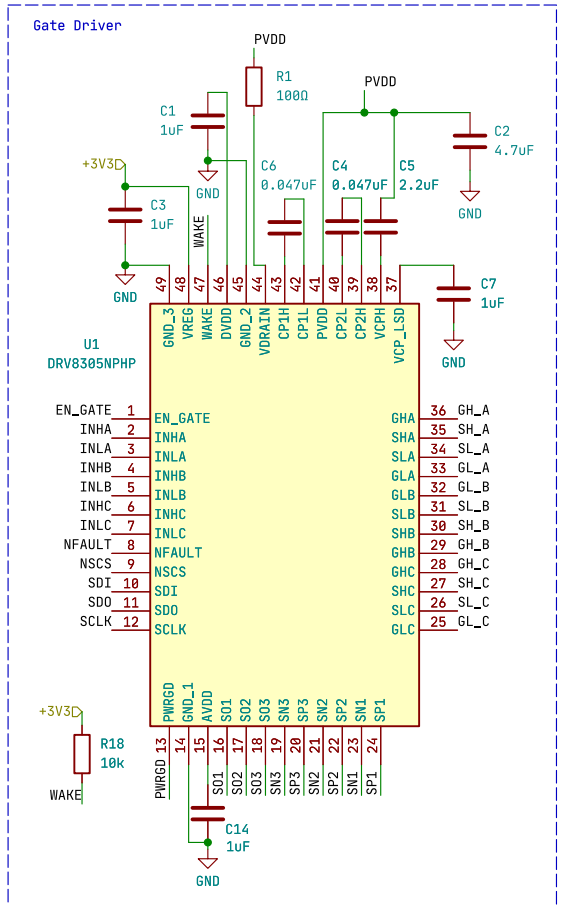 Gate Driver
PVDD
R1
100Ω
PVDD
C1
1uF
C2
4.7uF
+3V3
C6
0.047uF
C4
0.047uF
C5
2.2uF
GND
GND
C3
1uF
WAKE
GND
C7
1uF
GND
49 48 47 46 45 44 43 42 41 40 39 38 37
GND_3 VREG WAKE DVDD GND_2 VDRAIN CP1H CP1L PVDD CP2L CP2H VCPH VCP_LSD
U1
DRV8305NPHP
EN_GATE 1 EN_GATE
INHA 2 INHA
INLA 3 INLA
INHB 4 INHB
INLB 5 INLB
INHC 6 INHC
INLC 7 INLC
NFAULT 8 NFAULT
NSCS 9 NSCS
SDI 10 SDI
SDO 11 SDO
SCLK 12 SCLK
GHA 36 GH_A
SHA 35 SH_A
SLA 34 SL_A
GLA 33 GL_A
GLB 32 GL_B
SLB 31 SL_B
SHB 30 SH_B
GHB 29 GH_B
GHC 28 GH_C
SHC 27 SH_C
SLC 26 SL_C
GLC 25 GL_C
PWRGD GND_1 AVDD SO1 SO2 SO3 SN3 SP3 SN2 SP2 SN1 SP1
13 14 15 16 17 18 19 20 21 22 23 24
PWRGD SO1 SO2 SO3 SN3 SP3 SN2 SP2 SN1 SP1
+3V3
R18
10k
WAKE
C14
1uF
GND